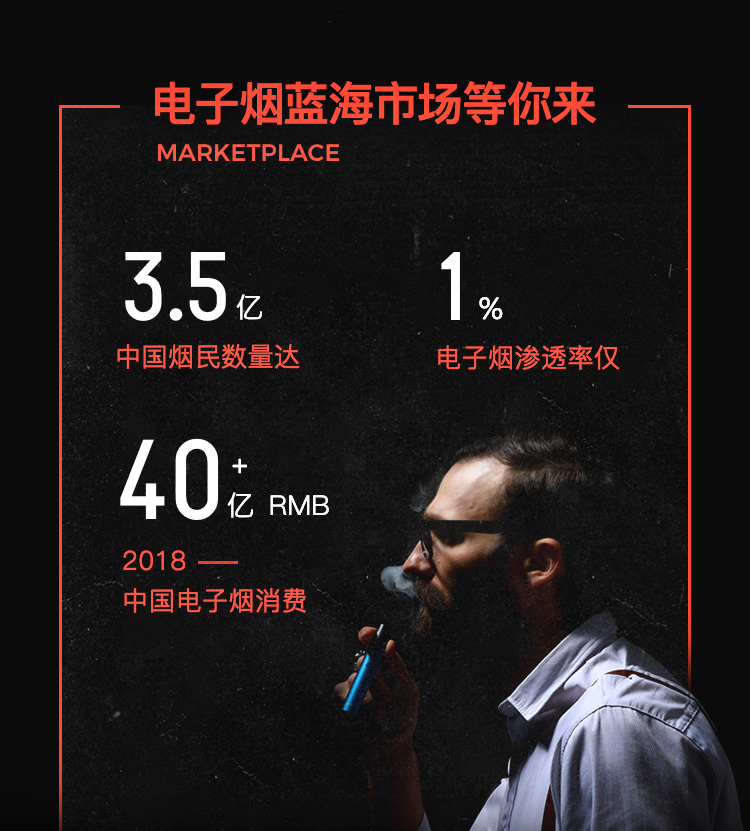 电子烟蓝海市场等你来
MARKETPLACE
3.5亿
中国烟民数量达
1%
电子烟渗透率仅
40+亿 RMB
2018 —
中国电子烟消费